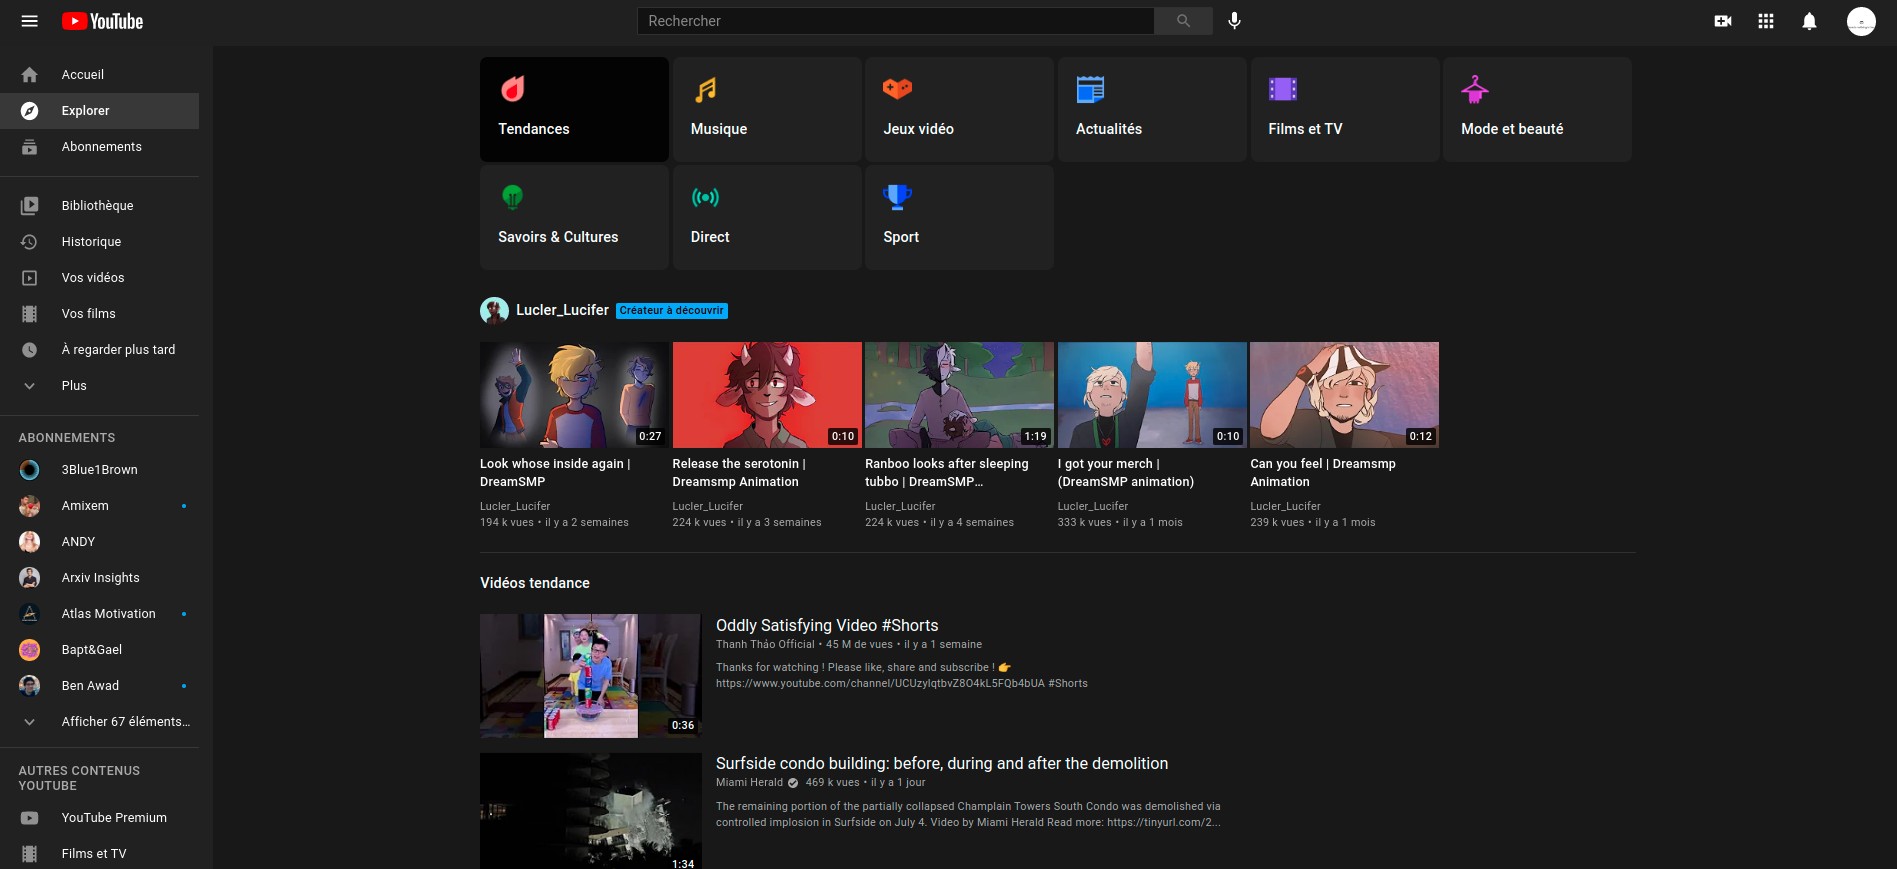 YouTube
Rechercher
Accueil
Explorer
Abonnements
Bibliothèque
Historique
Vos vidéos
Vos films
À regarder plus tard
Plus
ABONNEMENTS
3Blue1Brown
Amixem
ANDY
Arxiv Insights
Atlas Motivation
Bapt&Gael
Ben Awad
Afficher 67 éléments...
AUTRES CONTENUS
YOUTUBE
YouTube Premium
Films et TV
Tendances
Musique
Jeux vidéo
Actualités
Films et TV
Mode et beauté
Savoirs & Cultures
Direct
Sport
Lucler_Lucifer Créateur à découvrir
0:27
Look whose inside again |
DreamSMP
Lucler_Lucifer
194 k vues • il y a 2 semaines
0:10
Release the serotonin |
Dreamsmp Animation
Lucler_Lucifer
224 k vues • il y a 3 semaines
1:19
Ranboo looks after sleeping
tubbo | DreamSMP...
Lucler_Lucifer
224 k vues • il y a 4 semaines
0:10
I got your merch |
(DreamSMP animation)
Lucler_Lucifer
333 k vues • il y a 1 mois
0:12
Can you feel | Dreamsmp
Animation
Lucler_Lucifer
239 k vues • il y a 1 mois
Vidéos tendance
0:36
Oddly Satisfying Video #Shorts
Thanh Thảo Official • 45 M de vues • il y a 1 semaine
Thanks for watching ! Please like, share and subscribe ! 👉
https://www.youtube.com/channel/UCUzylqtbvZ8O4kL5FQb4bUA #Shorts
1:34
Surfside condo building: before, during and after the demolition
Miami Herald 469 k vues • il y a 1 jour
The remaining portion of the partially collapsed Champlain Towers South Condo was demolished via
controlled implosion in Surfside on July 4. Video by Miami Herald Read more: https://tinyurl.com/2...